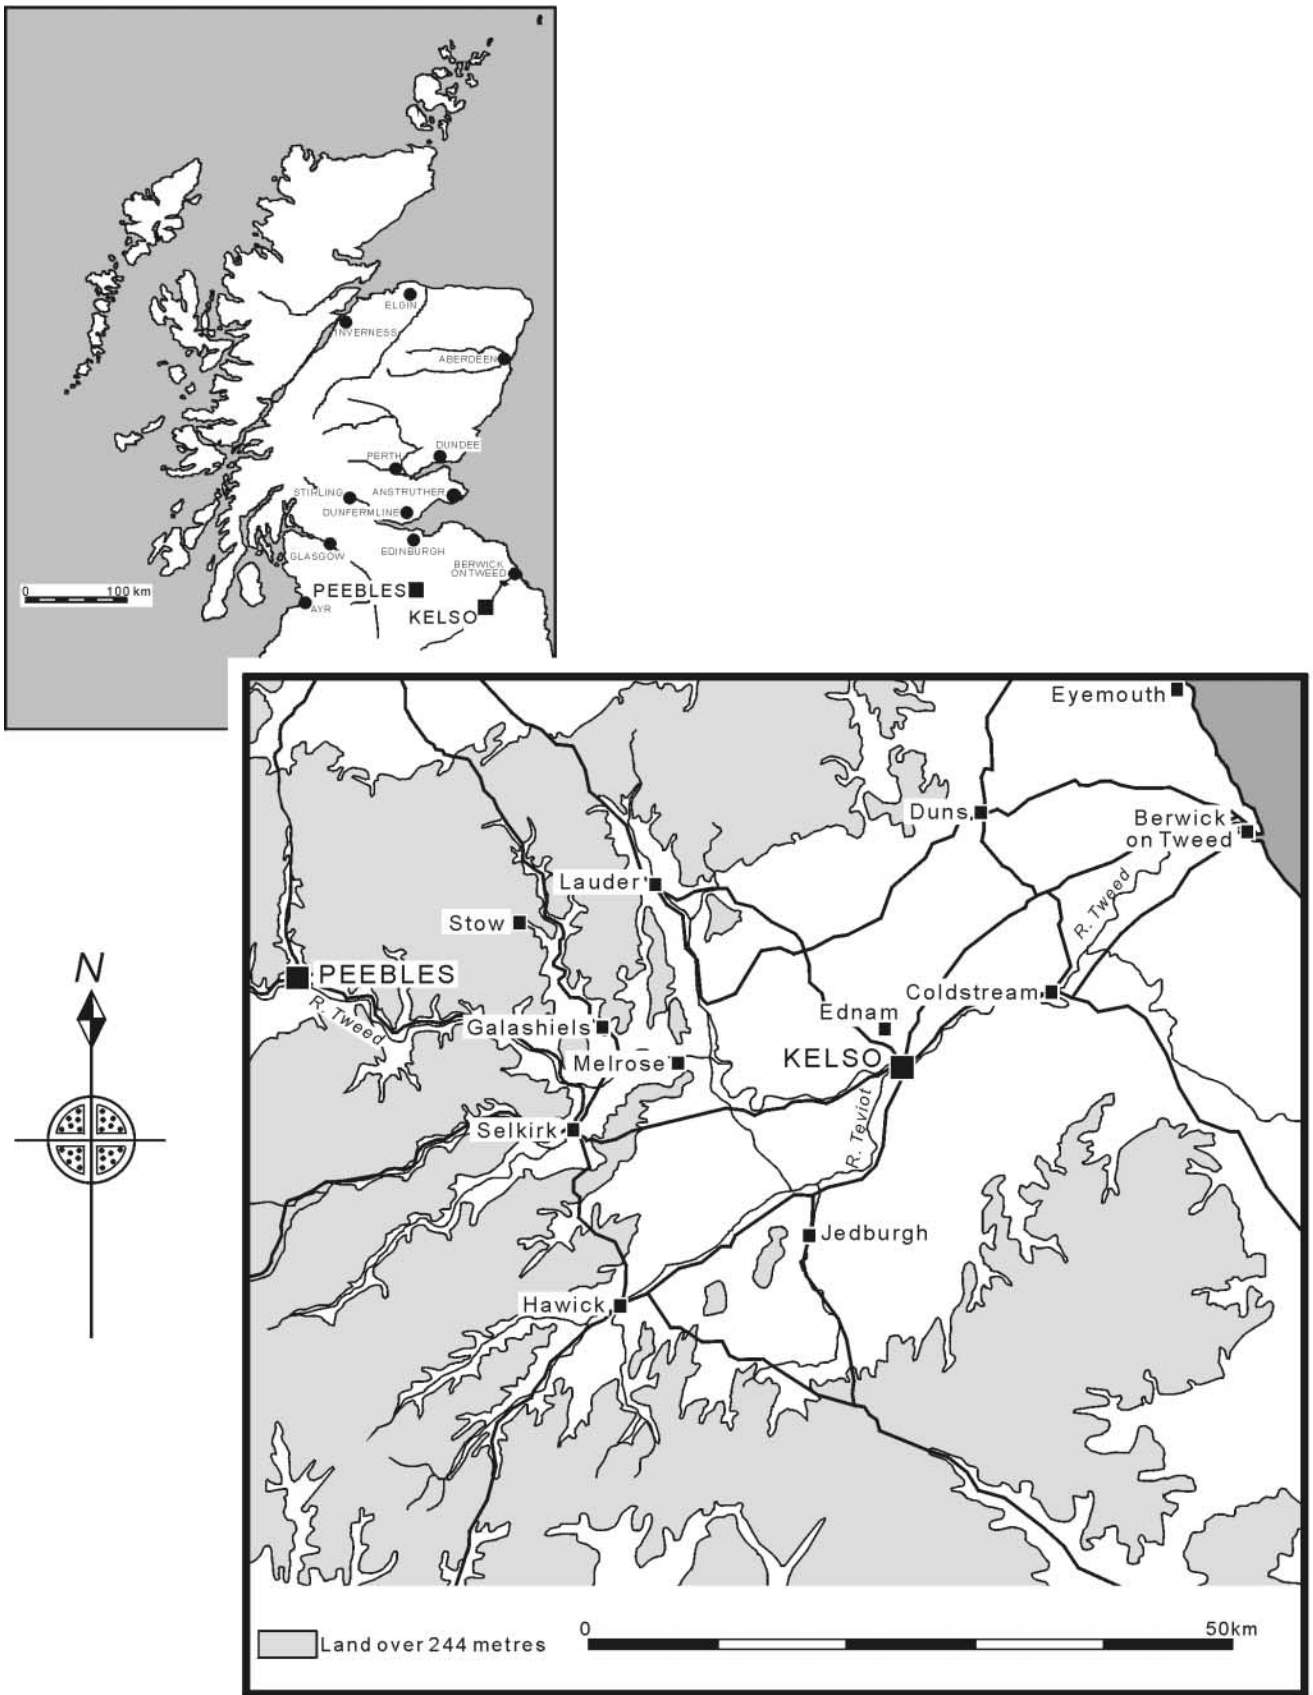 ELGIN
INVERNESS
ABERDEEN
DUNDEE
PERTH
STIRLING
ANSTRUTHER
DUNFERMLINE
GLASGOW
EDINBURGH
BERWICK
ON TWEED
0 100 km
PEEBLES
AYR
KELSO
Eyemouth
Duns
Berwick
on Tweed
Lauder
R. Tweed
Stow
N
PEEBLES
Coldstream
R. Tweed
Ednam
Galashiels
KELSO
Melrose
R. Teviot
Selkirk
Jedburgh
Hawick
0 50km
Land over 244 metres